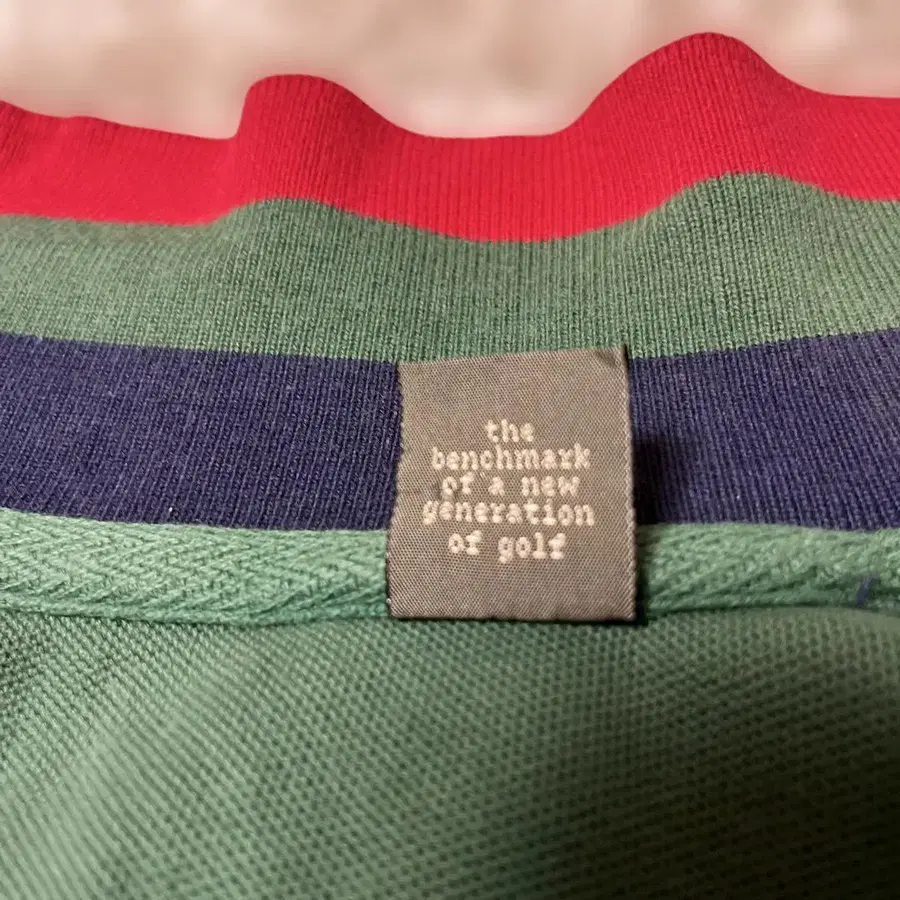 the
benchmark
of a new
generation
of golf